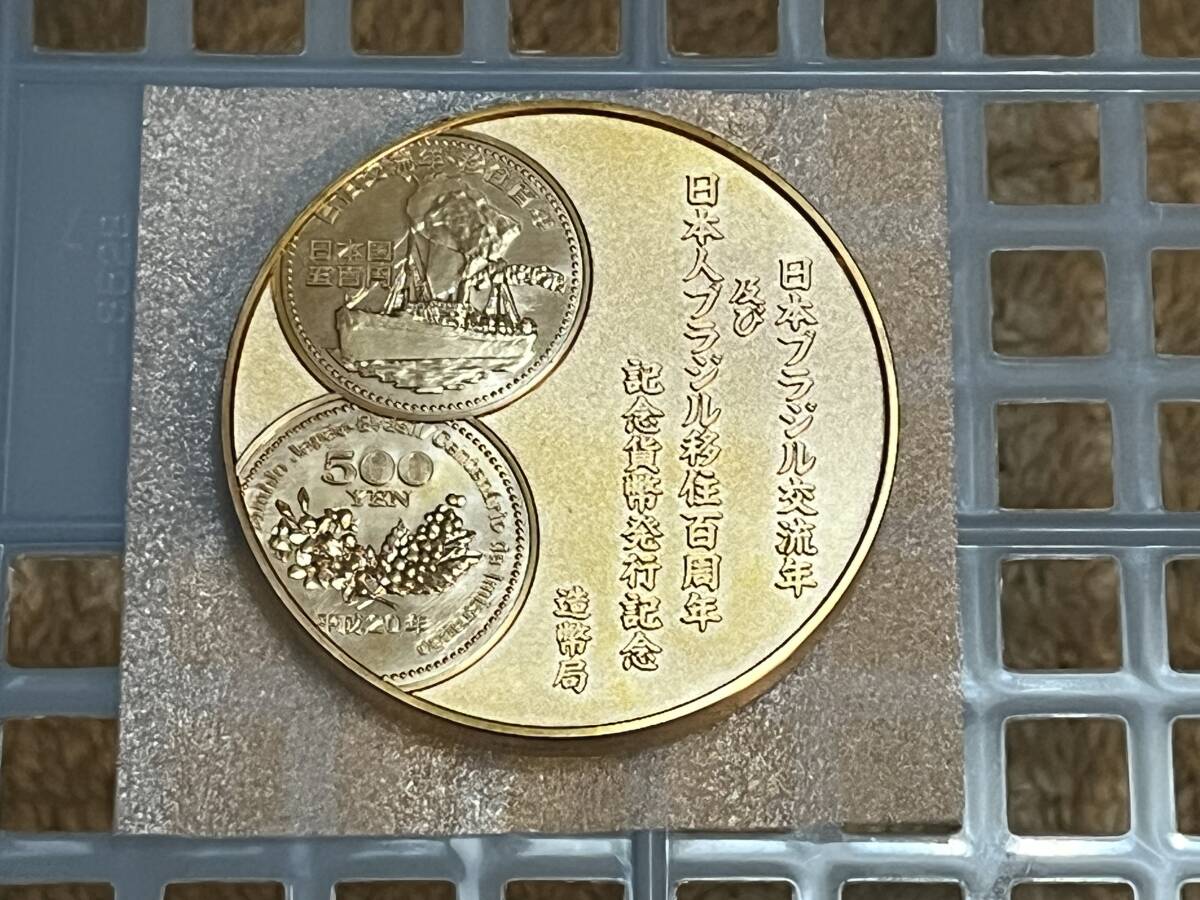 日本ブラジル交流年
及び
日本人ブラジル移住百周年
記念貨幣発行記念
造幣局
日本国
五百円
500
YEN
平成20年